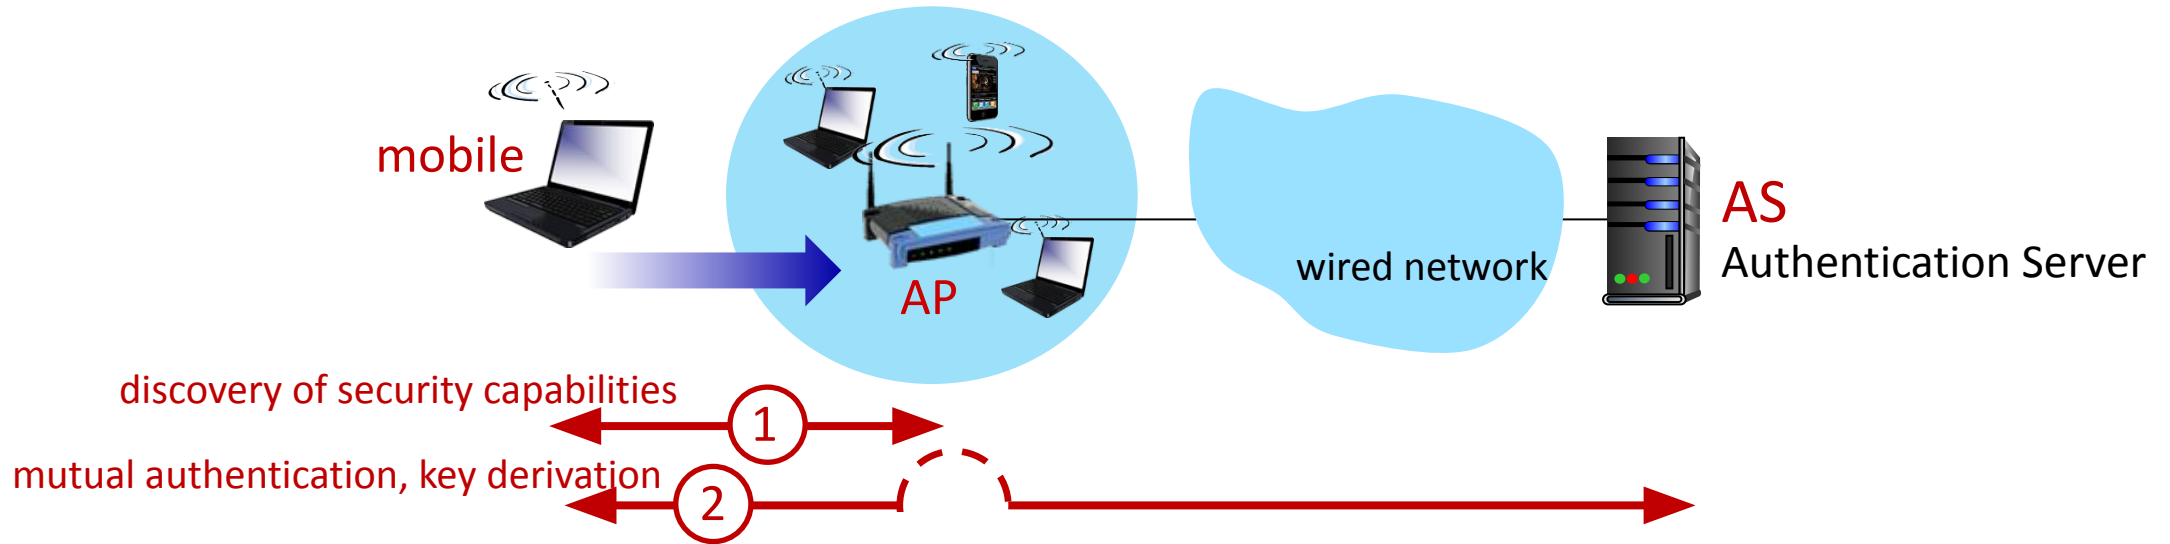 mobile
AP
wired network
AS
Authentication Server
discovery of security capabilities
1
mutual authentication, key derivation
2